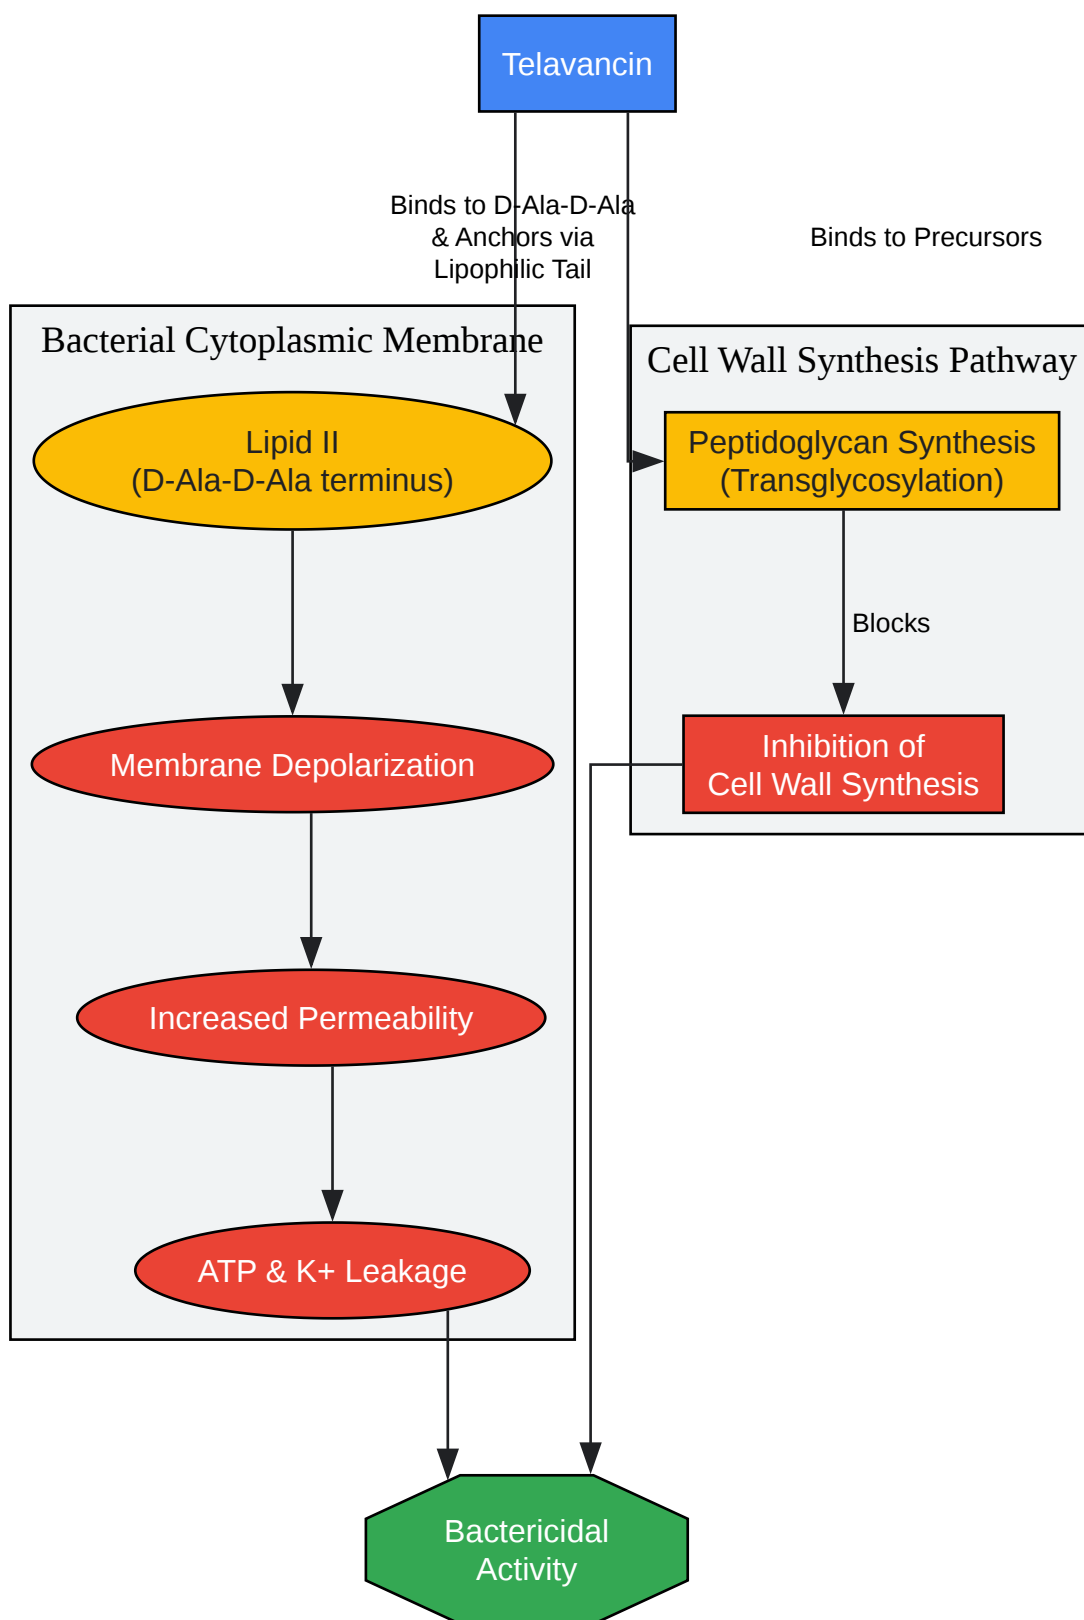 Telavancin
Binds to D-Ala-D-Ala
& Anchors via
Lipophilic Tail
Binds to Precursors
Bacterial Cytoplasmic Membrane
Cell Wall Synthesis Pathway
Lipid II
(D-Ala-D-Ala terminus)
Peptidoglycan Synthesis
(Transglycosylation)
Blocks
Membrane Depolarization
Inhibition of
Cell Wall Synthesis
Increased Permeability
ATP & K+ Leakage
Bactericidal
Activity